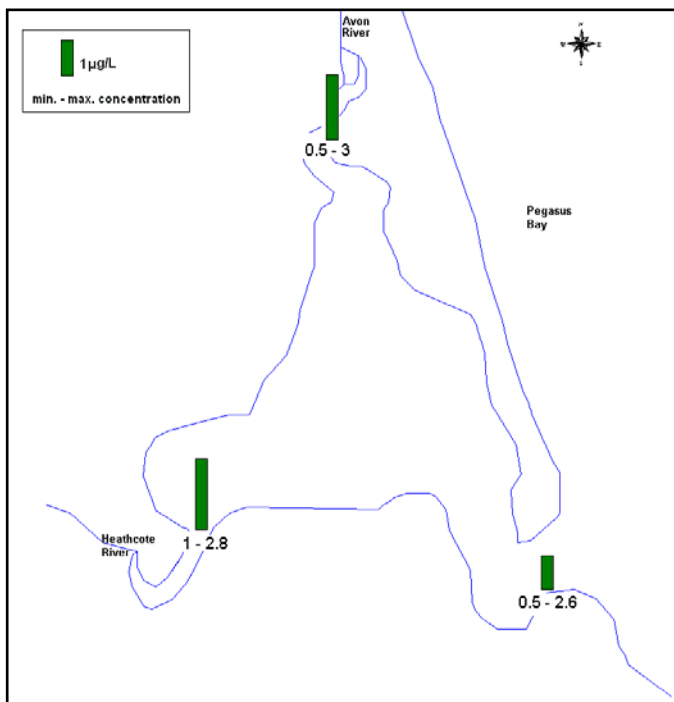 1µg/L
min. - max. concentration
Avon
River
N
W
E
S
0.5 - 3
Pegasus
Bay
Heathcote
River
1 - 2.8
0.5 - 2.6